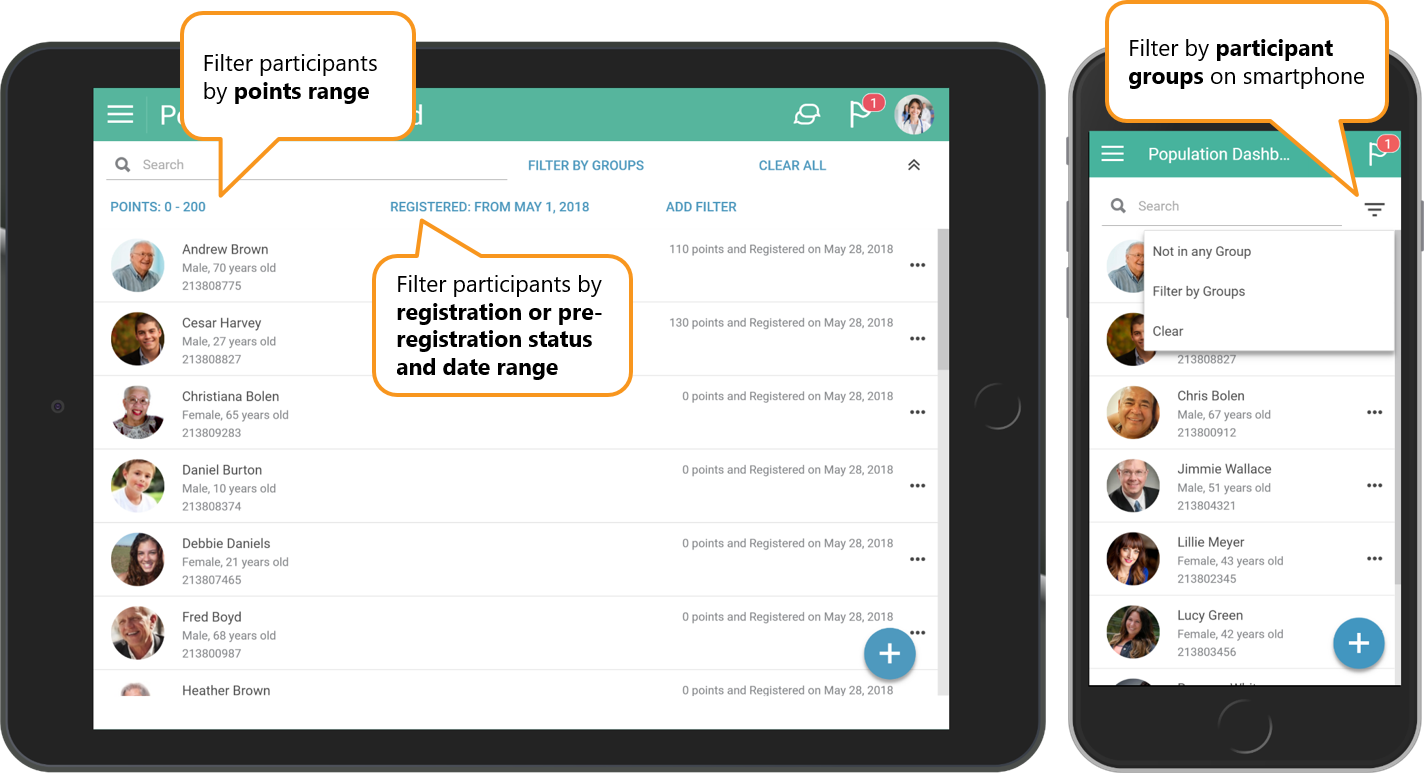 Filter participants
by points range
Po
d
1
Search
FILTER BY GROUPS
CLEAR ALL
POINTS: 0 - 200
REGISTERED: FROM MAY 1, 2018
ADD FILTER
Filter participants by
registration or pre-
registration status
and date range
Andrew Brown
Male, 70 years old
213808775
110 points and Registered on May 28, 2018
Cesar Harvey
Male, 27 years old
213808827
130 points and Registered on May 28, 2018
Christiana Bolen
Female, 65 years old
213809283
0 points and Registered on May 28, 2018
Daniel Burton
Male, 10 years old
213808374
0 points and Registered on May 28, 2018
Debbie Daniels
Female, 21 years old
213807465
0 points and Registered on May 28, 2018
Fred Boyd
Male, 68 years old
213800987
0 points and Registered on May 28, 2018
Heather Brown
0 points and Registered on May 28, 2018
Filter by participant
groups on smartphone
Population Dashb...
1
Search
Not in any Group
Filter by Groups
Clear
213808827
Chris Bolen
Male, 67 years old
213800912
Jimmie Wallace
Male, 51 years old
213804321
Lillie Meyer
Female, 43 years old
213802345
Lucy Green
Female, 42 years old
213803456